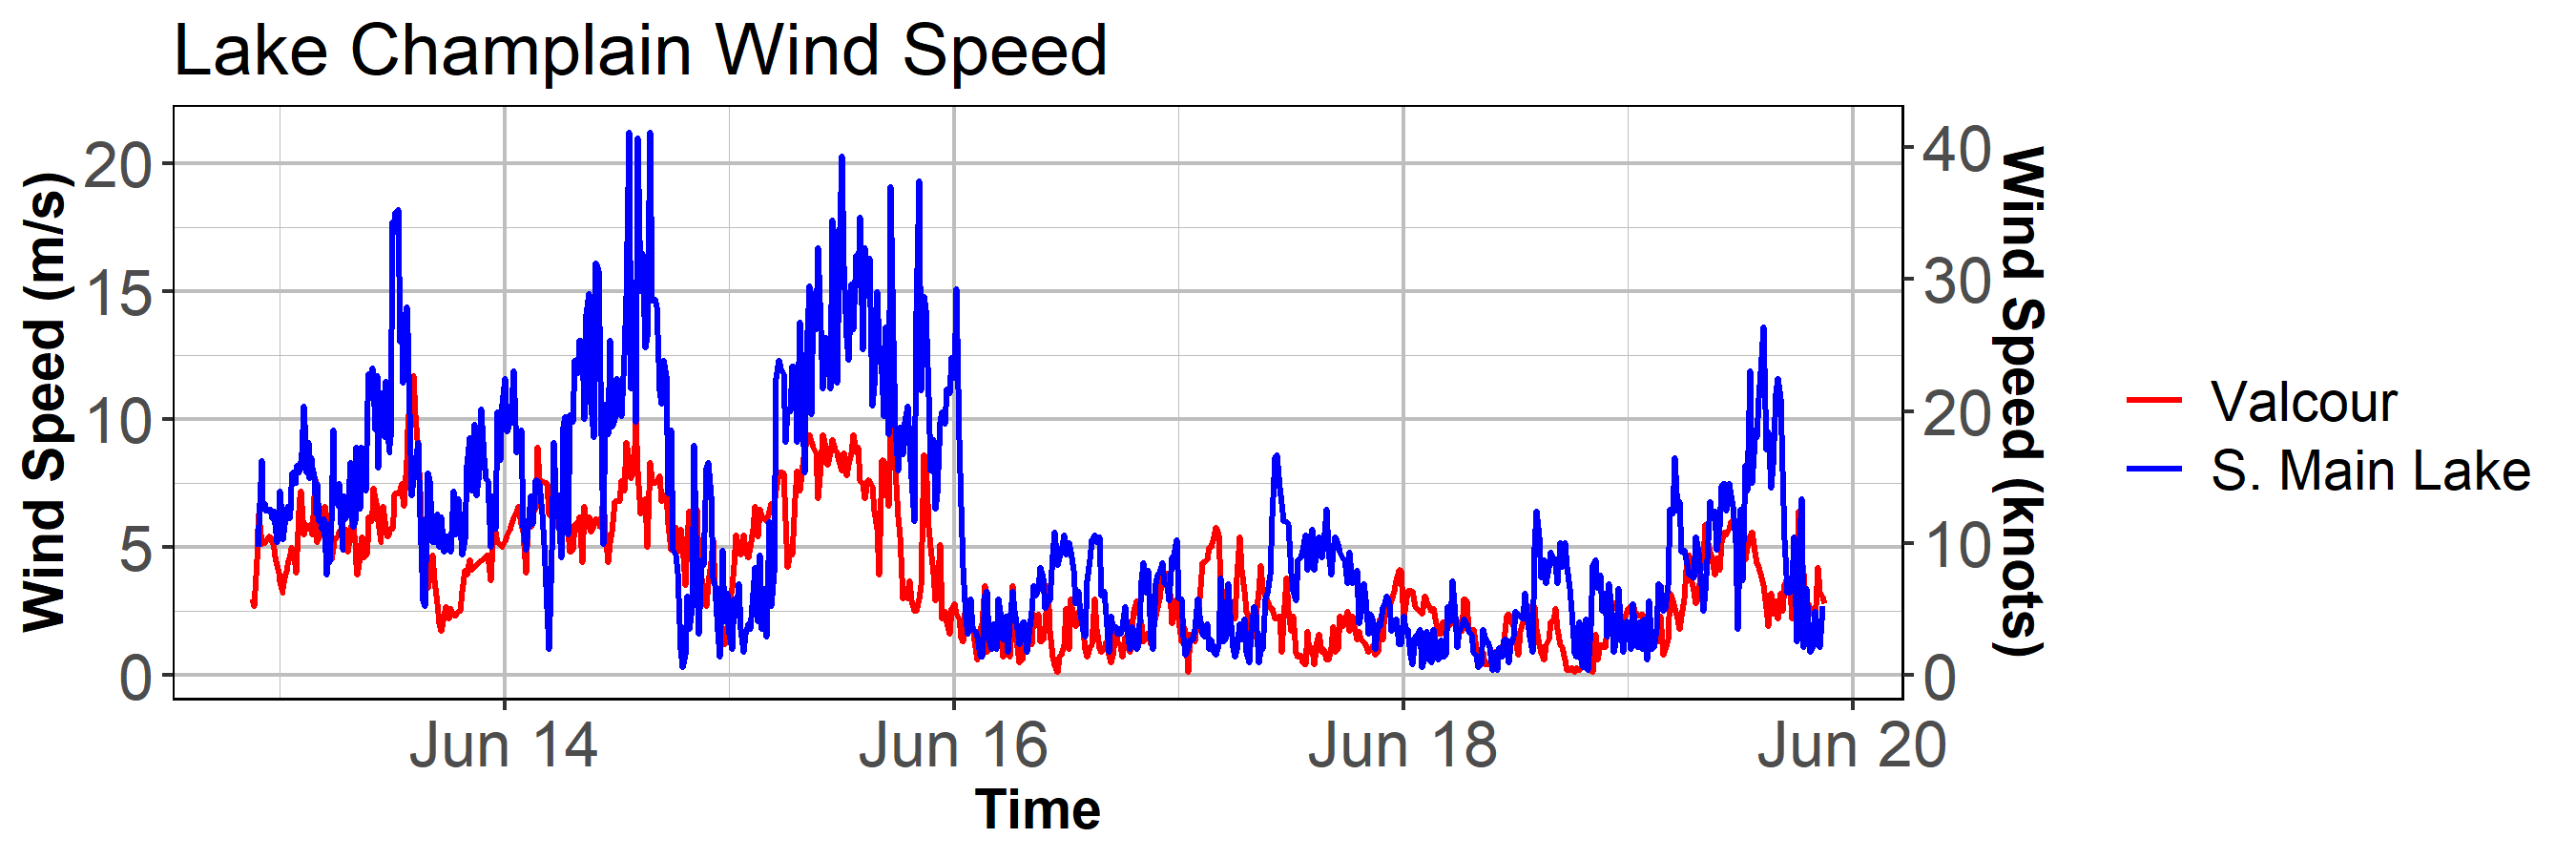 Lake Champlain Wind Speed
Wind Speed (m/s)
20
15
10
5
0
40
30
20
10
0
Wind Speed (knots)
Jun 14
Jun 16
Jun 18
Jun 20
Time
Valcour
S. Main Lake